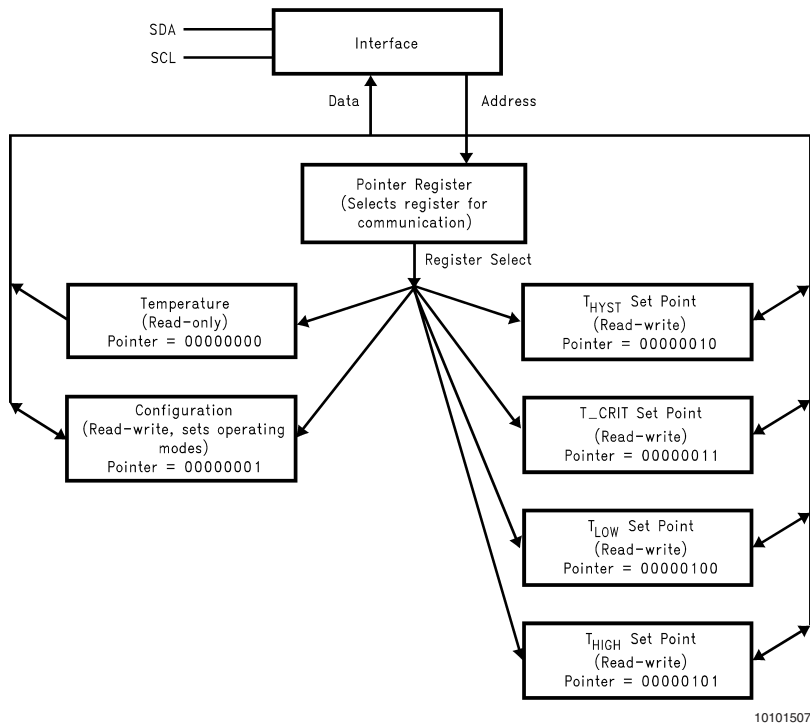 SDA
SCL
Interface
Data
Address
Pointer Register
(Selects register for
communication)
Register Select
Temperature
(Read-only)
Pointer = 00000000
Configuration
(Read-write, sets operating
modes)
Pointer = 00000001
THYST Set Point
(Read-write)
Pointer = 00000010
T_CRIT Set Point
(Read-write)
Pointer = 00000011
TLOW Set Point
(Read-write)
Pointer = 00000100
THIGH Set Point
(Read-write)
Pointer = 00000101
10101507